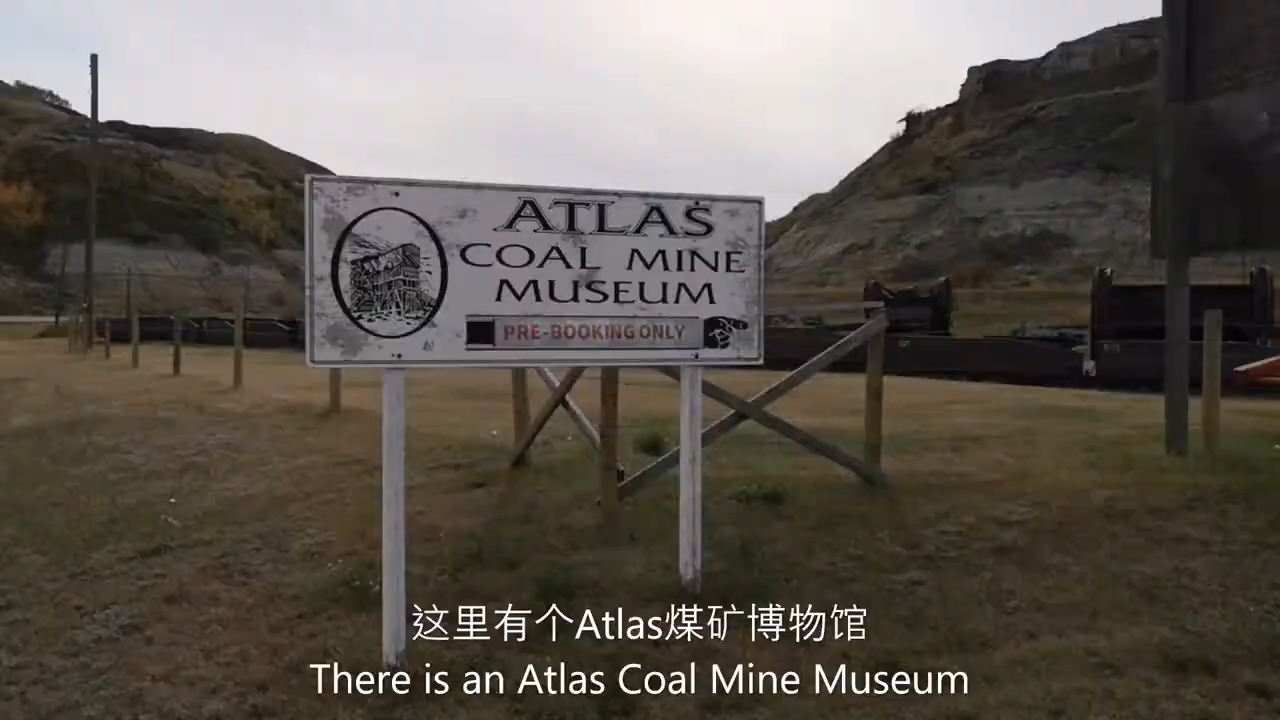 ATLAS
COAL MINE
MUSEUM
PRE-BOOKING ONLY
这里有个Atlas煤矿博物馆
There is an Atlas Coal Mine Museum